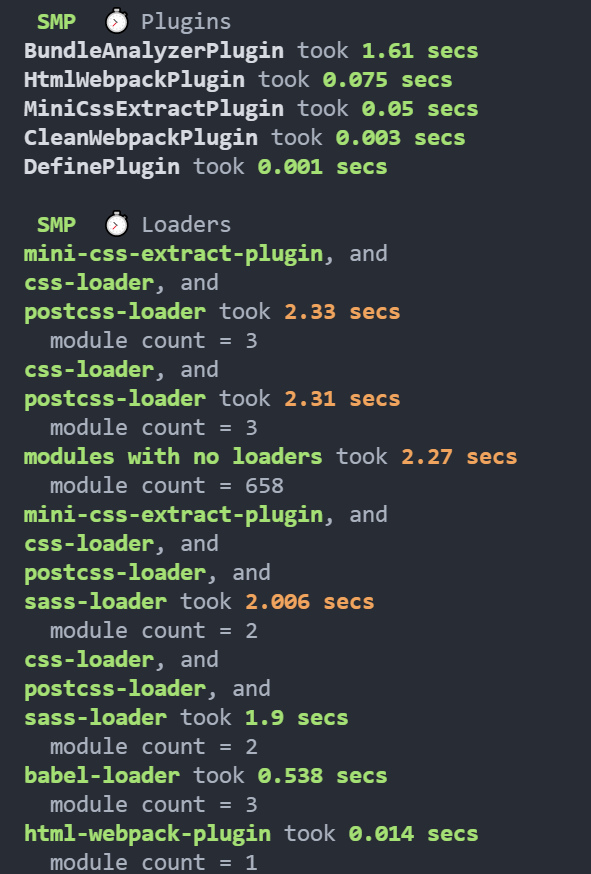 SMP ⏱ Plugins
BundleAnalyzerPlugin took 1.61 secs
HtmlWebpackPlugin took 0.075 secs
MiniCssExtractPlugin took 0.05 secs
CleanWebpackPlugin took 0.003 secs
DefinePlugin took 0.001 secs
SMP ⏱ Loaders
mini-css-extract-plugin, and
css-loader, and
postcss-loader took 2.33 secs
module count = 3
css-loader, and
postcss-loader took 2.31 secs
module count = 3
modules with no loaders took 2.27 secs
module count = 658
mini-css-extract-plugin, and
css-loader, and
postcss-loader, and
sass-loader took 2.006 secs
module count = 2
css-loader, and
postcss-loader, and
sass-loader took 1.9 secs
module count = 2
babel-loader took 0.538 secs
module count = 3
html-webpack-plugin took 0.014 secs
module count = 1